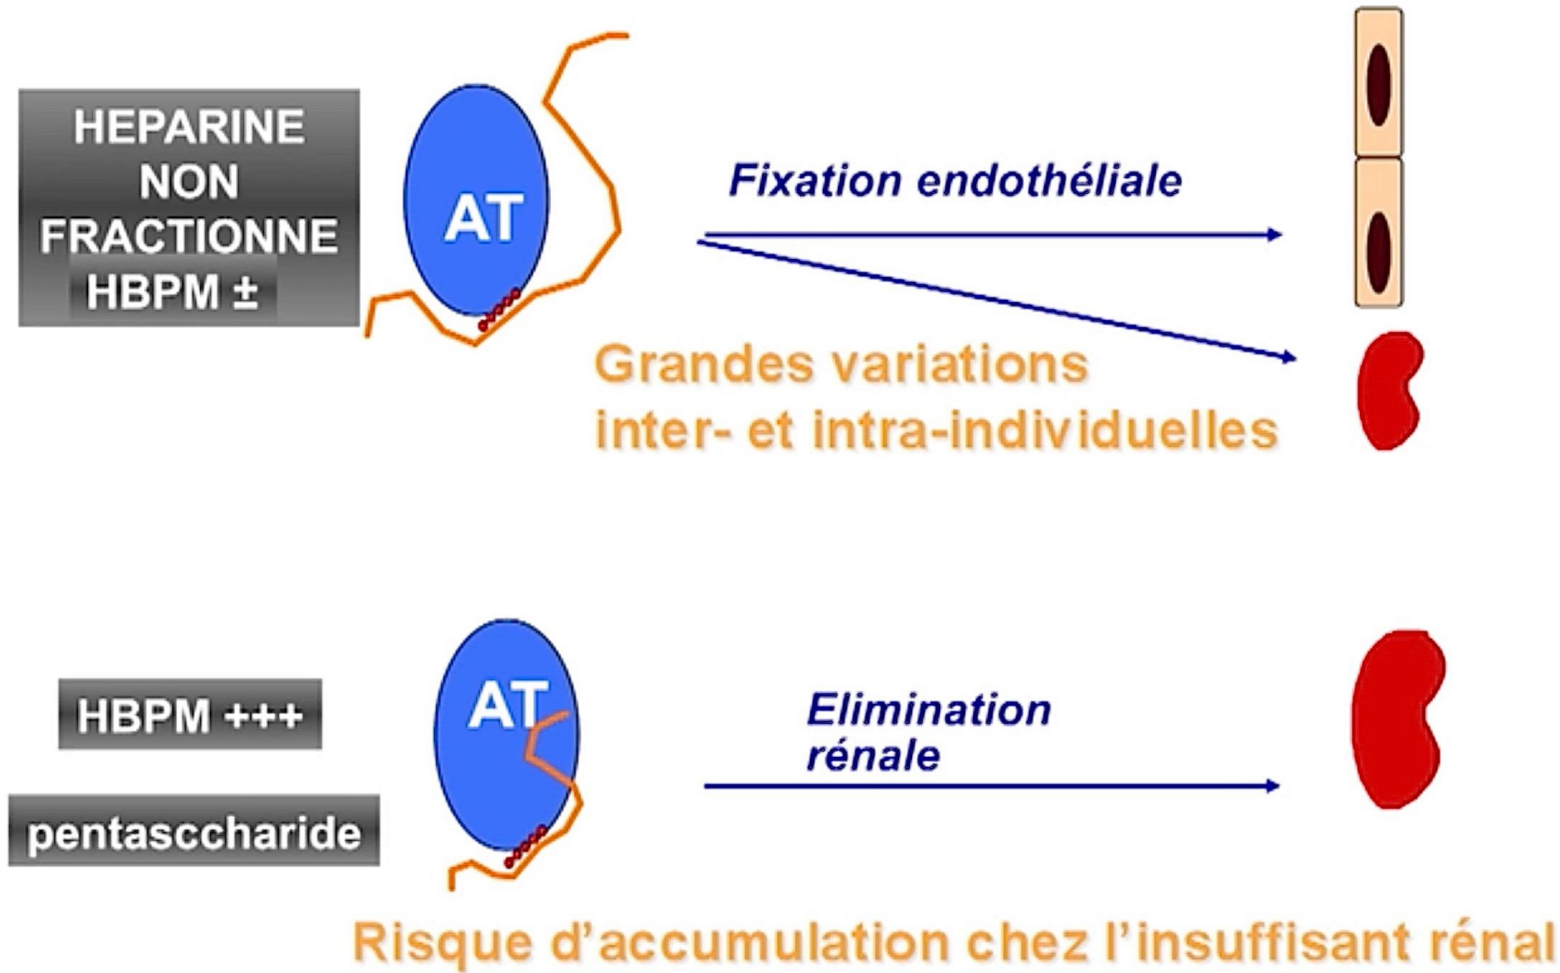 HEPARINE
NON
FRACTIONNE
HBPM ±
AT
Fixation endothéliale
Grandes variations
inter- et intra-individuelles
HBPM +++
pentasccharide
AT
Elimination
rénale
Risque d’accumulation chez l’insuffisant rénal